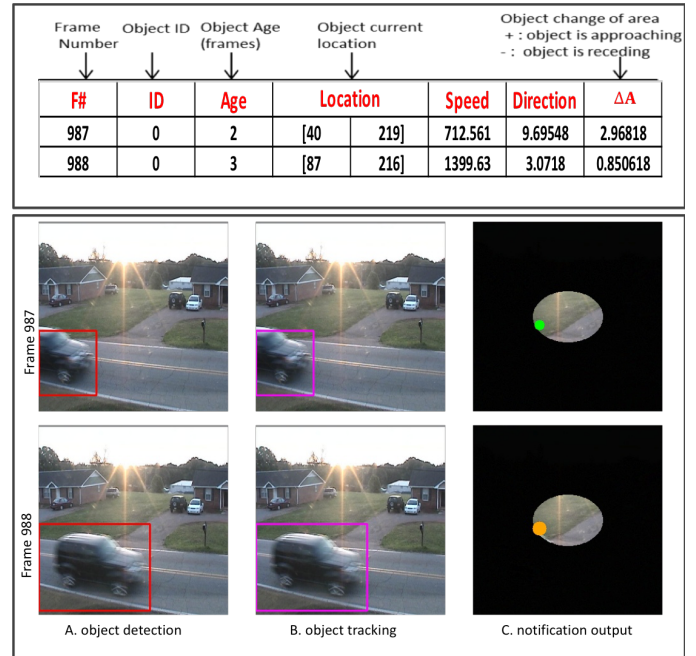 Frame Number
Object ID
Object Age (frames)
Object current location
Object change of area
+ : object is approaching
- : object is receding
F# ID Age Location Speed Direction ΔA
987 0 2 [40 219] 712.561 9.69548 2.96818
988 0 3 [87 216] 1399.63 3.0718 0.850618
Frame 987
Frame 988
A. object detection
B. object tracking
C. notification output